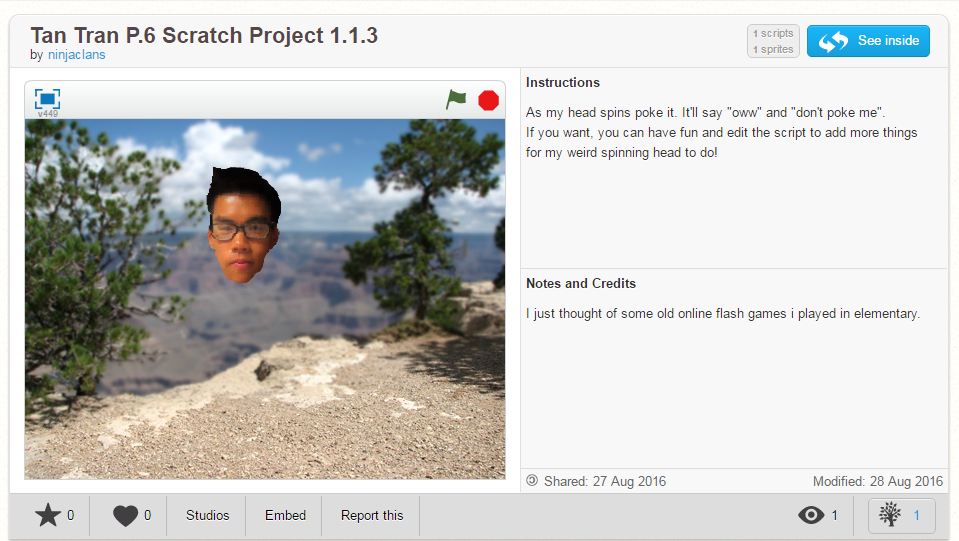 Tan Tran P.6 Scratch Project 1.1.3
by ninjaclans
1 scripts
1 sprites
See inside
v449
Instructions
As my head spins poke it. It'll say "oww" and "don't poke me".
If you want, you can have fun and edit the script to add more things
for my weird spinning head to do!
Notes and Credits
I just thought of some old online flash games i played in elementary.
Shared: 27 Aug 2016 Modified: 28 Aug 2016
0 0 Studios Embed Report this 1 1